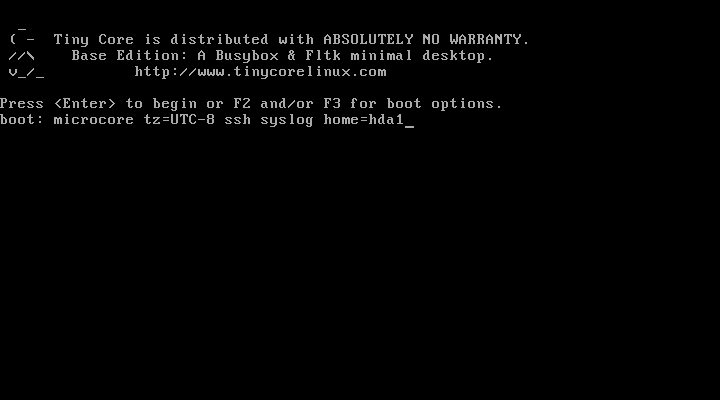 _
( -  Tiny Core is distributed with ABSOLUTELY NO WARRANTY.
//\     Base Edition: A Busybox & Fltk minimal desktop.
v_/_          http://www.tinycorelinux.com
Press <Enter> to begin or F2 and/or F3 for boot options.
boot: microcore tz=UTC-8 ssh syslog home=hda1_